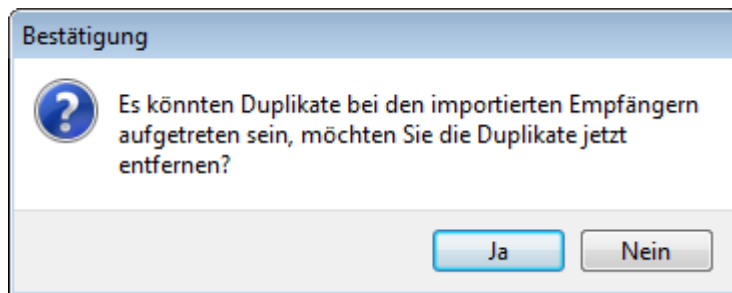 Bestätigung
Es könnten Duplikate bei den importierten Empfängern
aufgetreten sein, möchten Sie die Duplikate jetzt
entfernen?
Ja
Nein